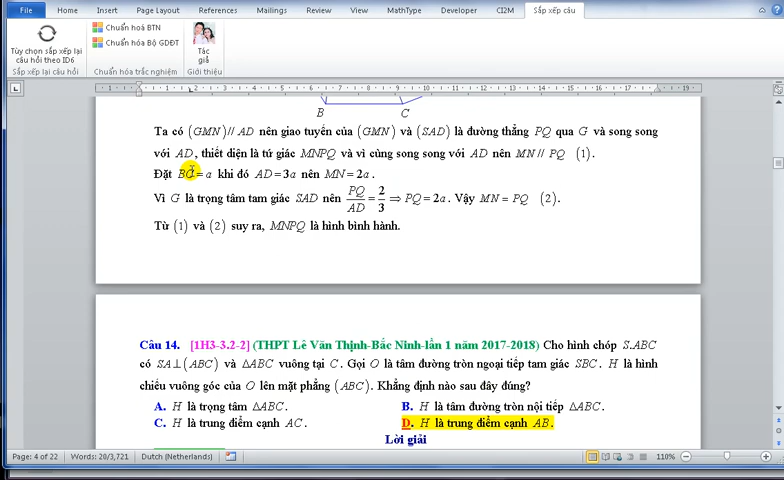 File Home Insert Page Layout References Mailings Review View MathType Developer CI2M Sắp xếp câu
Tùy chọn sắp xếp lại
câu hỏi theo ID6
Sắp xếp lại câu hỏi
Chuẩn hoá BTN
Chuẩn hoá Bộ GDĐT
Chuẩn hóa trắc nghiệm
Tác
giả
Giới thiệu
B C
Ta có (GMN)// AD nên giao tuyến của (GMN) và (SAD) là đường thẳng PQ qua G và song song
với AD, thiết diện là tứ giác MNPQ và vì cùng song song với AD nên MN// PQ (1).
Đặt BC = a khi đó AD = 3a nên MN = 2a.
Vì G là trọng tâm tam giác SAD nên PQ/AD = 2/3 ⇒ PQ = 2a. Vậy MN = PQ (2).
Từ (1) và (2) suy ra, MNPQ là hình bình hành.
Câu 14. [1H3-3.2-2] (THPT Lê Văn Thịnh-Bắc Ninh-lần 1 năm 2017-2018) Cho hình chóp S.ABC
có SA⊥(ABC) và ΔABC vuông tại C. Gọi O là tâm đường tròn ngoại tiếp tam giác SBC. H là hình
chiếu vuông góc của O lên mặt phẳng (ABC). Khẳng định nào sau đây đúng?
A. H là trọng tâm ΔABC. B. H là tâm đường tròn nội tiếp ΔABC.
C. H là trung điểm cạnh AC. D. H là trung điểm cạnh AB.
Lời giải
Page: 4 of 22 Words: 20/3,721 Dutch (Netherlands) 110%